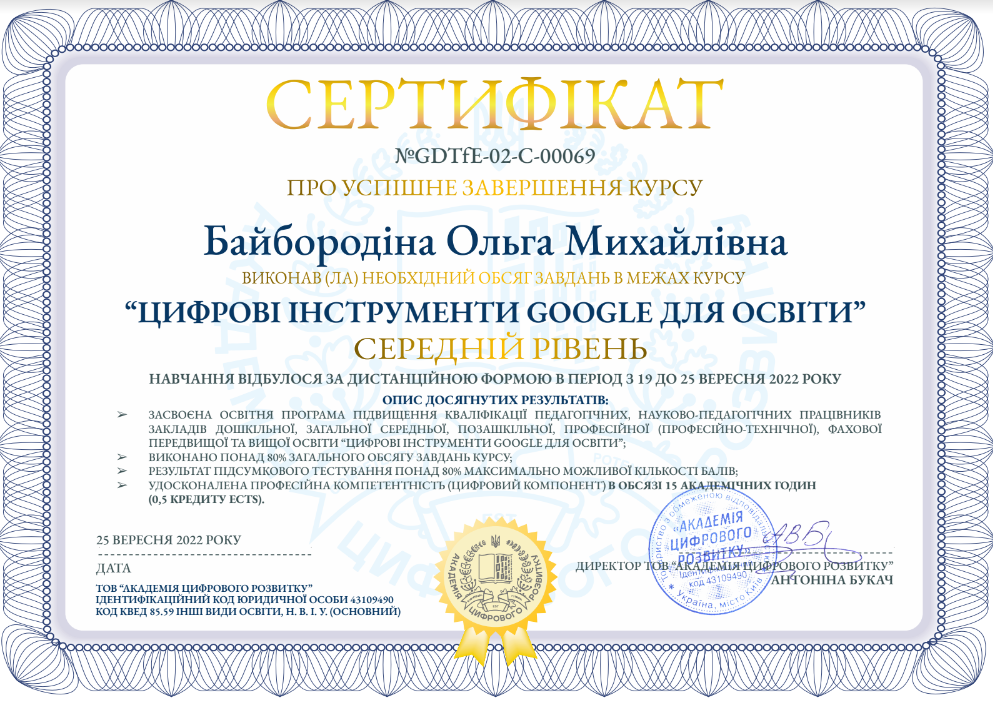 СЕРТИФІКАТ
№GDTfE-02-С-00069
ПРО УСПІШНЕ ЗАВЕРШЕННЯ КУРСУ
Байбородіна Ольга Михайлівна
ВИКОНАВ (ЛА) НЕОБХІДНИЙ ОБСЯГ ЗАВДАНЬ В МЕЖАХ КУРСУ
“ЦИФРОВІ ІНСТРУМЕНТИ GOOGLE ДЛЯ ОСВІТИ”
СЕРЕДНІЙ РІВЕНЬ
НАВЧАННЯ ВІДБУЛОСЯ ЗА ДИСТАНЦІЙНОЮ ФОРМОЮ В ПЕРІОД З 19 ДО 25 ВЕРЕСНЯ 2022 РОКУ
ОПИС ДОСЯГНУТИХ РЕЗУЛЬТАТІВ:
➢ ЗАСВОЄНА ОСВІТНЯ ПРОГРАМА ПІДВИЩЕННЯ КВАЛІФІКАЦІЇ ПЕДАГОГІЧНИХ, НАУКОВО-ПЕДАГОГІЧНИХ ПРАЦІВНИКІВ
ЗАКЛАДІВ ДОШКІЛЬНОЇ, ЗАГАЛЬНОЇ СЕРЕДНЬОЇ, ПОЗАШКІЛЬНОЇ, ПРОФЕСІЙНОЇ (ПРОФЕСІЙНО-ТЕХНІЧНОЇ), ФАХОВОЇ
ПЕРЕДВИЩОЇ ТА ВИЩОЇ ОСВІТИ “ЦИФРОВІ ІНСТРУМЕНТИ GOOGLE ДЛЯ ОСВІТИ”;
➢ ВИКОНАНО ПОНАД 80% ЗАГАЛЬНОГО ОБСЯГУ ЗАВДАНЬ КУРСУ;
➢ РЕЗУЛЬТАТ ПІДСУМКОВОГО ТЕСТУВАННЯ ПОНАД 80% МАКСИМАЛЬНО МОЖЛИВОЇ КІЛЬКОСТІ БАЛІВ;
➢ УДОСКОНАЛЕНА ПРОФЕСІЙНА КОМПЕТЕНТНІСТЬ (ЦИФРОВИЙ КОМПОНЕНТ) В ОБСЯЗІ 15 АКАДЕМІЧНИХ ГОДИН
(0,5 КРЕДИТУ ECTS).
25 ВЕРЕСНЯ 2022 РОКУ
ДАТА
ТОВ “АКАДЕМІЯ ЦИФРОВОГО РОЗВИТКУ”
ІДЕНТИФІКАЦІЙНИЙ КОД ЮРИДИЧНОЇ ОСОБИ 43109490
КОД КВЕД 85.59 ІНШІ ВИДИ ОСВІТИ, Н. В. І. У. (ОСНОВНИЙ)
АКАДЕМІЯ ЦИФРОВОГО РОЗВИТКУ
Товариство з обмеженою відповідальністю
“АКАДЕМІЯ
ЦИФРОВОГО
РОЗВИТКУ”
код 43109490
Україна, місто Київ
ДИРЕКТОР ТОВ “АКАДЕМІЯ ЦИФРОВОГО РОЗВИТКУ”
АНТОНІНА БУКАЧ